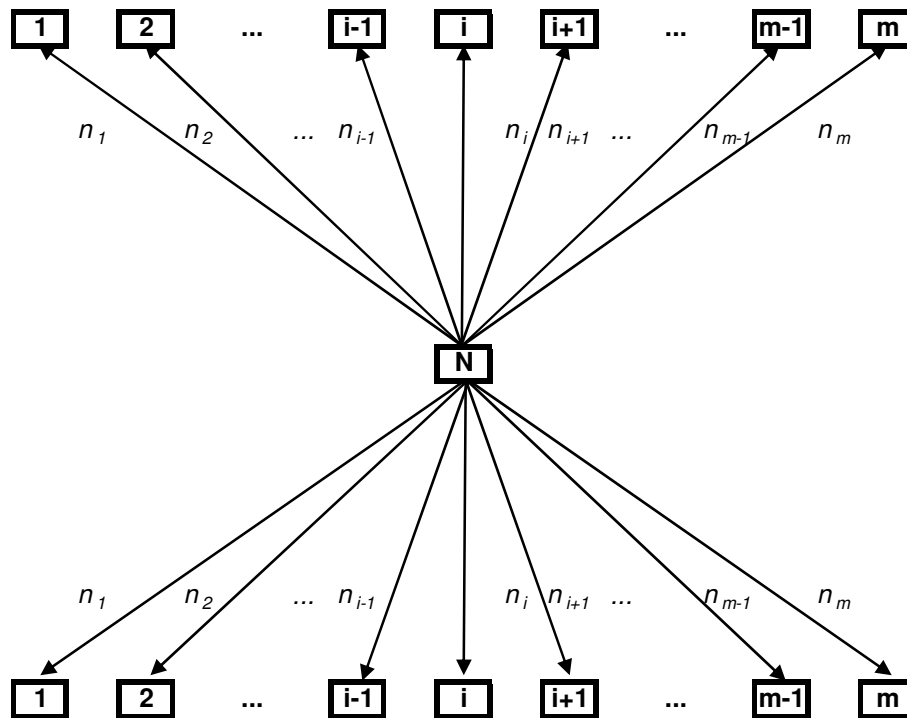 1 2 ... i-1 i i+1 ... m-1 m
n1 n2 ... ni-1 ni ni+1 ... nm-1 nm
N
n1 n2 ... ni-1 ni ni+1 ... nm-1 nm
1 2 ... i-1 i i+1 ... m-1 m